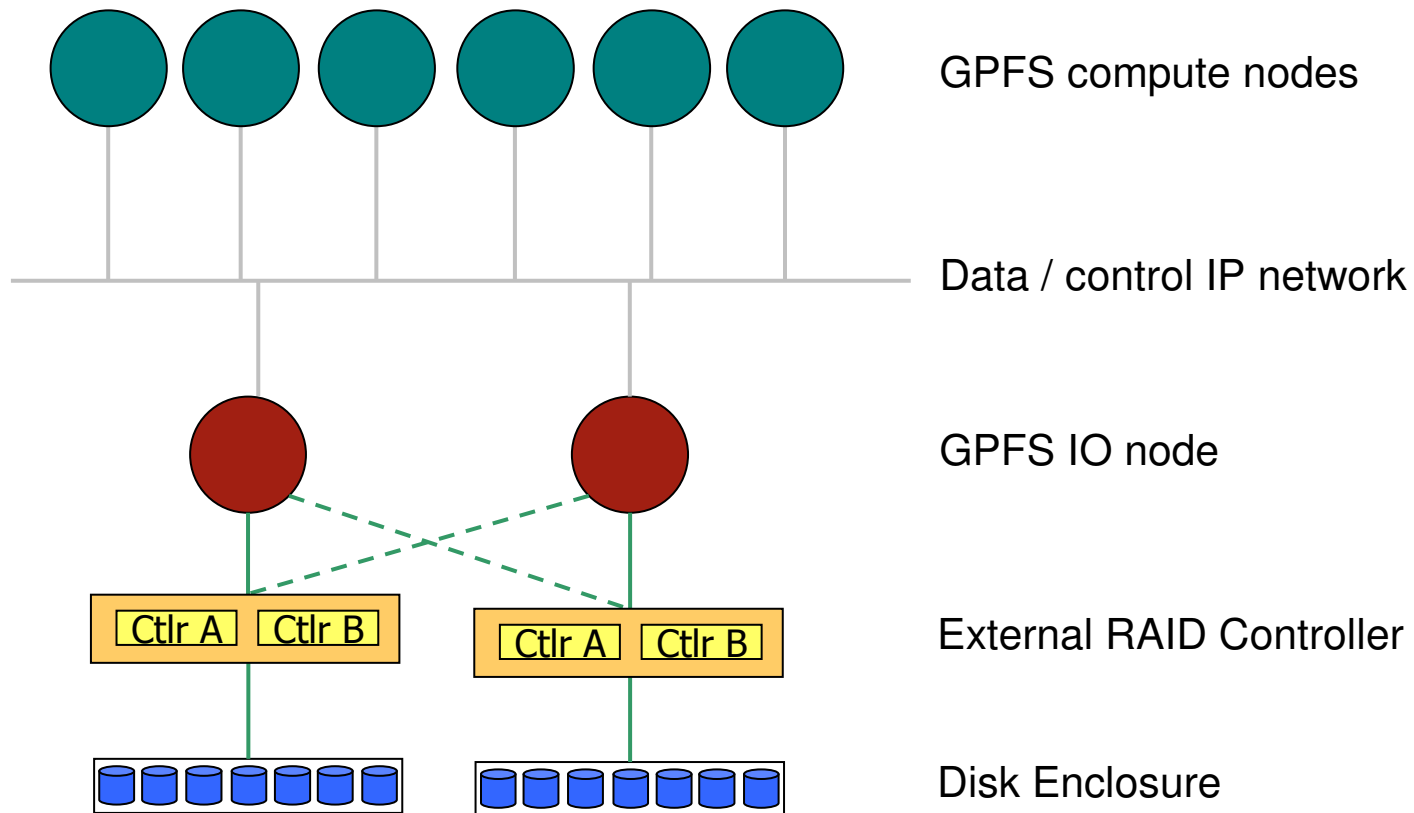 GPFS compute nodes
Data / control IP network
GPFS IO node
Ctlr A
Ctlr B
Ctlr A
Ctlr B
External RAID Controller
Disk Enclosure